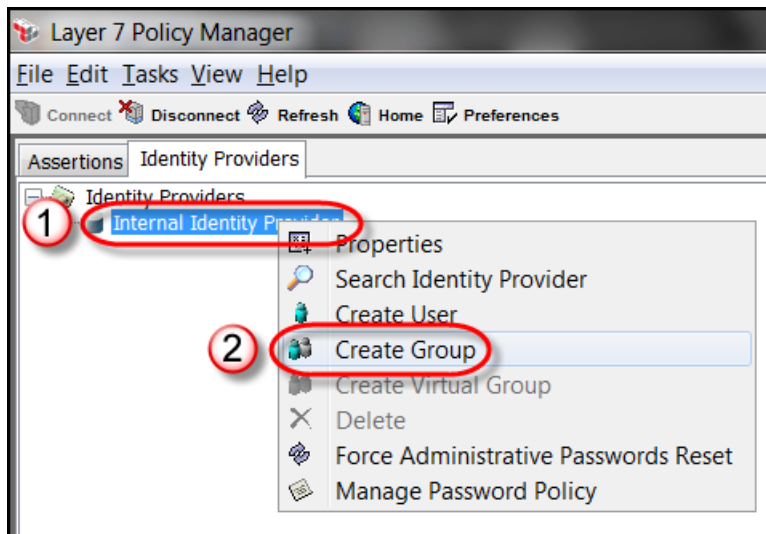 Layer 7 Policy Manager
File Edit Tasks View Help
Connect Disconnect Refresh Home Preferences
Assertions Identity Providers
Identity Providers
1 Internal Identity Provider
Properties
Search Identity Provider
Create User
2 Create Group
Create Virtual Group
Delete
Force Administrative Passwords Reset
Manage Password Policy